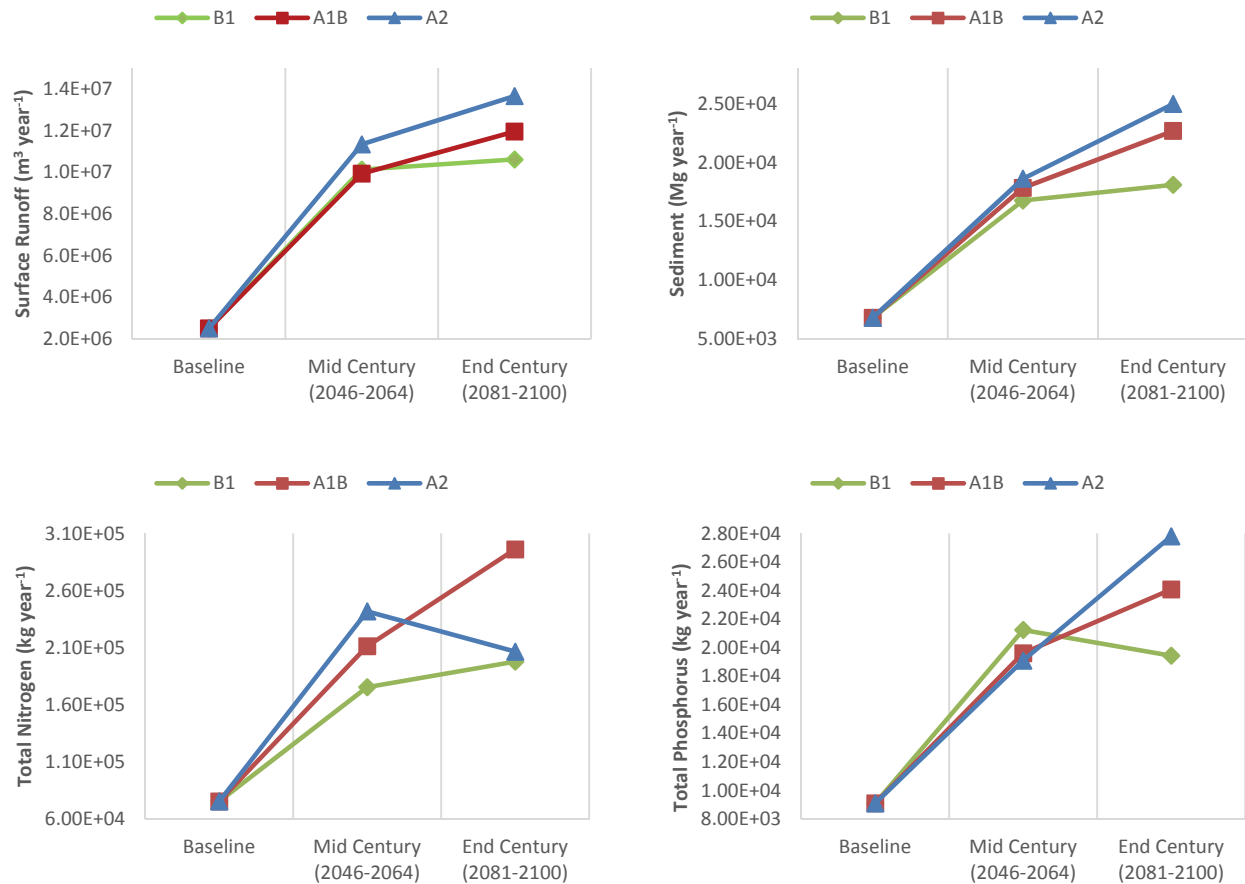 B1 A1B A2
Surface Runoff (m³ year⁻¹)
1.4E+07
1.2E+07
1.0E+07
8.0E+06
6.0E+06
4.0E+06
2.0E+06
Baseline Mid Century End Century
(2046-2064) (2081-2100)
B1 A1B A2
Sediment (Mg year⁻¹)
2.50E+04
2.00E+04
1.50E+04
1.00E+04
5.00E+03
Baseline Mid Century End Century
(2046-2064) (2081-2100)
B1 A1B A2
Total Nitrogen (kg year⁻¹)
3.10E+05
2.60E+05
2.10E+05
1.60E+05
1.10E+05
6.00E+04
Baseline Mid Century End Century
(2046-2064) (2081-2100)
B1 A1B A2
Total Phosphorus (kg year⁻¹)
2.80E+04
2.60E+04
2.40E+04
2.20E+04
2.00E+04
1.80E+04
1.60E+04
1.40E+04
1.20E+04
1.00E+04
8.00E+03
Baseline Mid Century End Century
(2046-2064) (2081-2100)